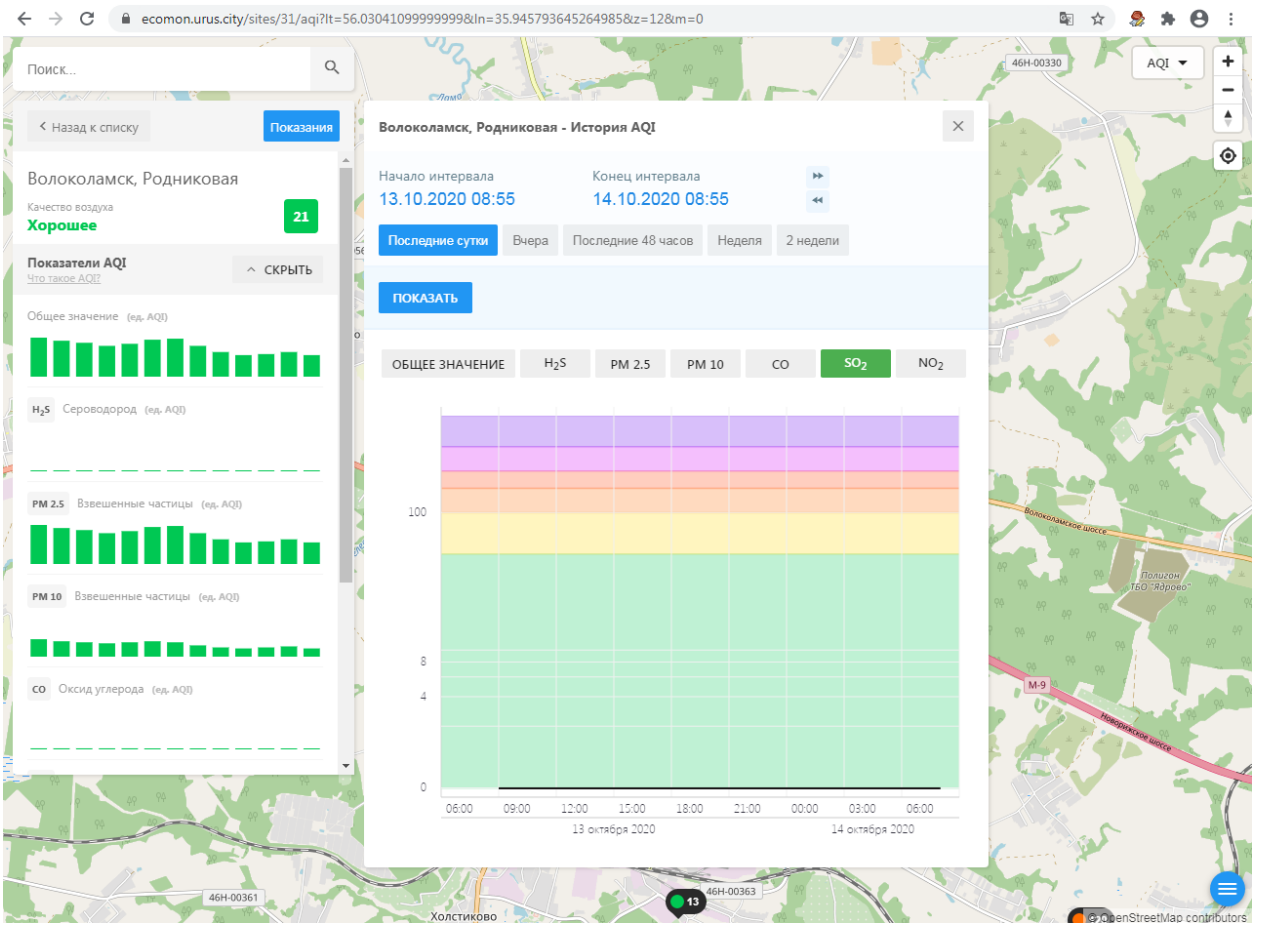 ecomon.urus.city/sites/31/aqi?lt=56.03041099999999&ln=35.945793645264985&z=12&m=0
Поиск...
46Н-00330
AQI
Назад к списку
Показания
Волоколамск, Родниковая - История AQI
Волоколамск, Родниковая
Качество воздуха
Хорошее
21
Начало интервала
Конец интервала
13.10.2020 08:55
14.10.2020 08:55
Последние сутки
Вчера
Последние 48 часов
Неделя
2 недели
Показатели AQI
Что такое AQI?
СКРЫТЬ
ПОКАЗАТЬ
Общее значение (ед. AQI)
ОБЩЕЕ ЗНАЧЕНИЕ
H₂S
PM 2.5
PM 10
CO
SO₂
NO₂
H₂S Сероводород (ед. AQI)
PM 2.5 Взвешенные частицы (ед. AQI)
PM 10 Взвешенные частицы (ед. AQI)
CO Оксид углерода (ед. AQI)
100
8
4
0
06:00 09:00 12:00 15:00 18:00 21:00 00:00 03:00 06:00
13 октября 2020
14 октября 2020
Волоколамское шоссе
Полигон
ТБО "Ядрово"
М-9
Новорижское шоссе
46Н-00361
46Н-00363
13
Холстиково
© OpenStreetMap contributors